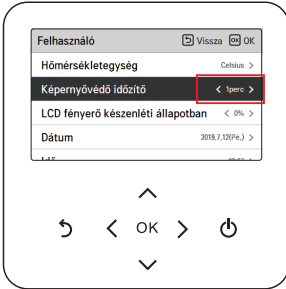 Felhasználó Vissza OK OK
Hőmérsékletegység Celsius >
Képernyővédő időzítő < 1perc >
LCD fényerő készenléti állapotban < 0% >
Dátum 2019.7.12(Pé.) >
OK